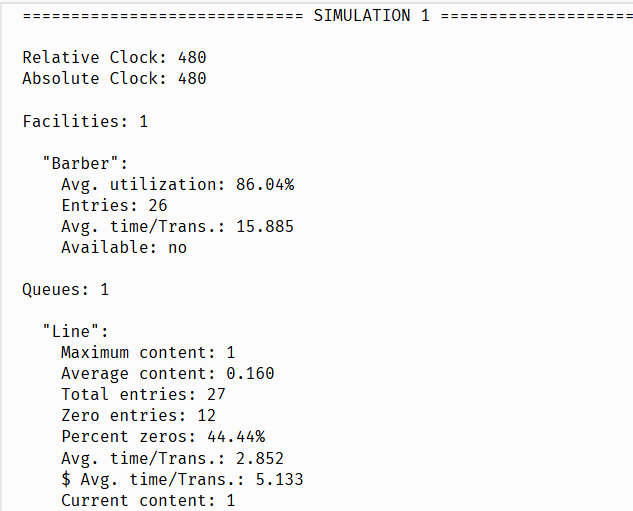 ============================= SIMULATION 1 ====================
Relative Clock: 480
Absolute Clock: 480
Facilities: 1
"Barber":
Avg. utilization: 86.04%
Entries: 26
Avg. time/Trans.: 15.885
Available: no
Queues: 1
"Line":
Maximum content: 1
Average content: 0.160
Total entries: 27
Zero entries: 12
Percent zeros: 44.44%
Avg. time/Trans.: 2.852
$ Avg. time/Trans.: 5.133
Current content: 1